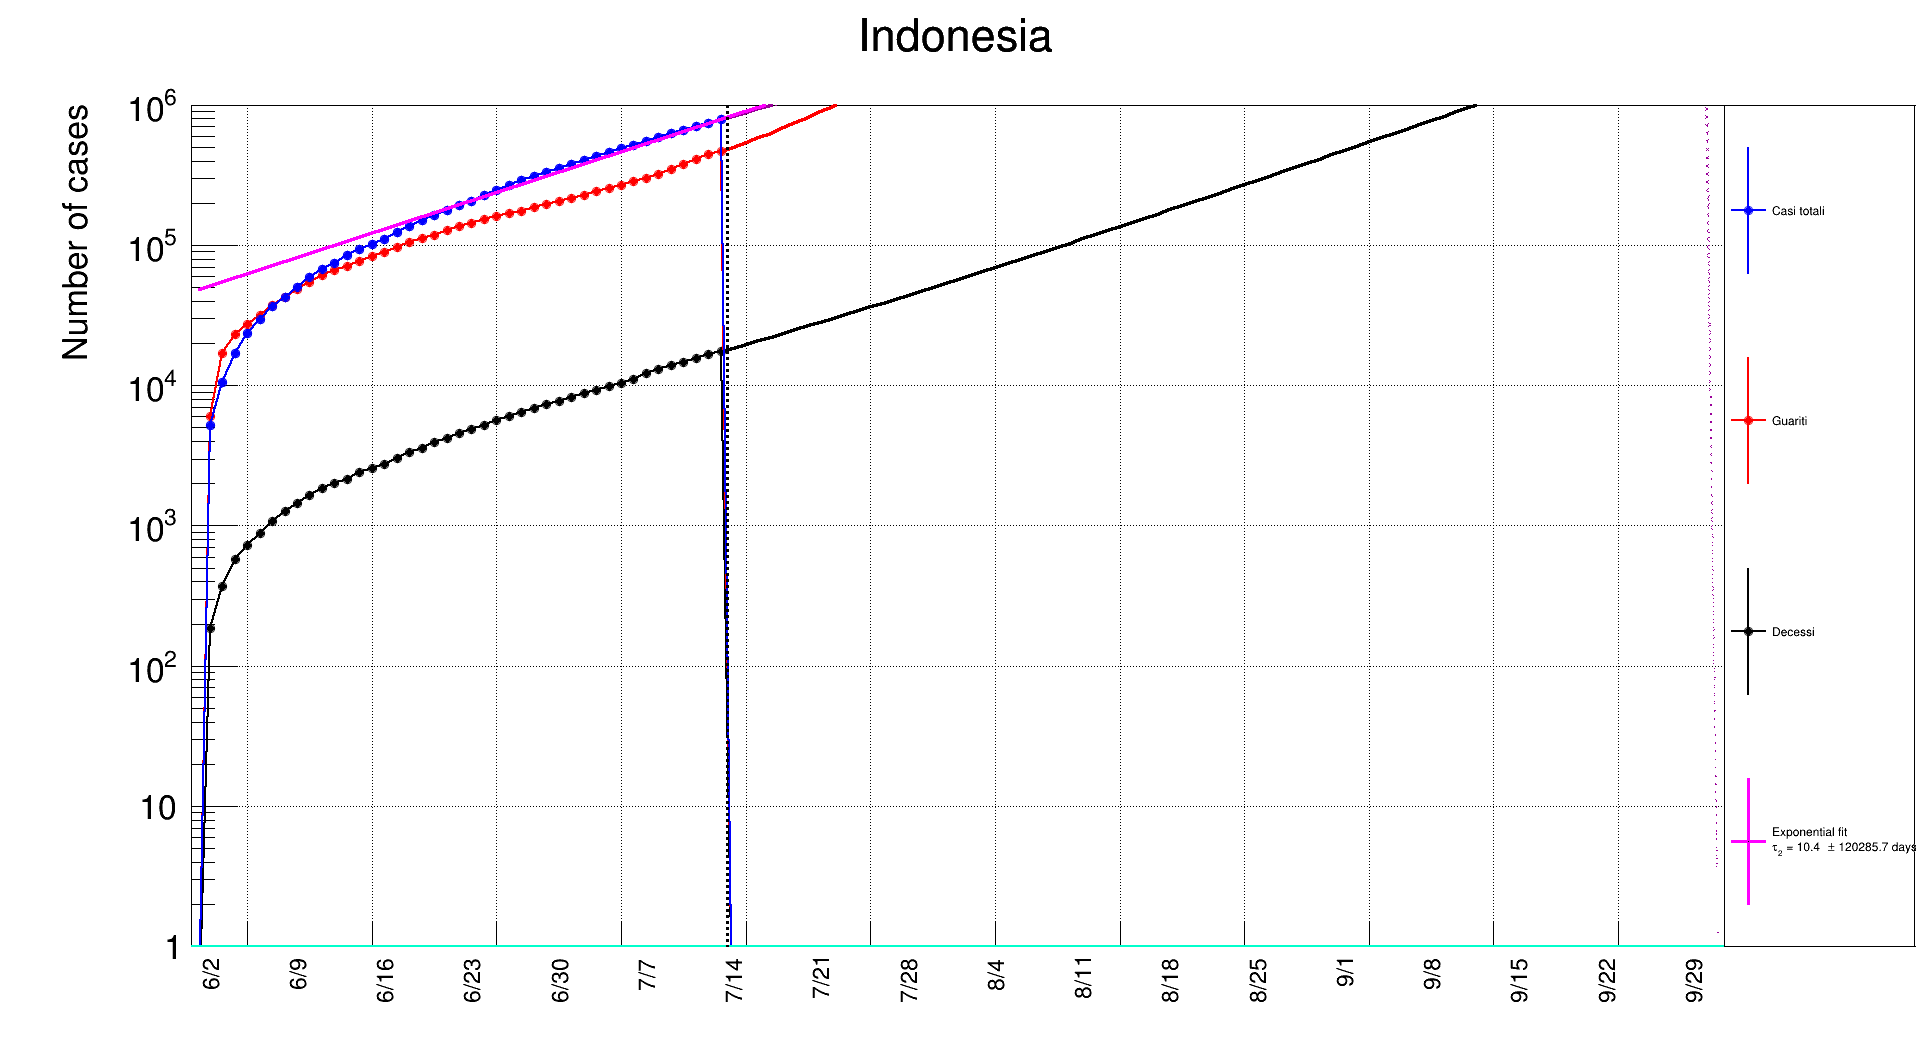 Indonesia
Number of cases
10^6
10^5
10^4
10^3
10^2
10
1
6/2 6/9 6/16 6/23 6/30 7/7 7/14 7/21 7/28 8/4 8/11 8/18 8/25 9/1 9/8 9/15 9/22 9/29
Casi totali
Guariti
Decessi
Exponential fit
τ_2 = 10.4 ± 120285.7 days